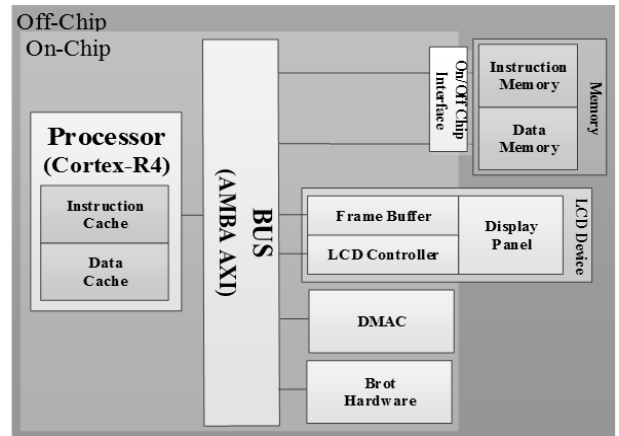 Off-Chip
On-Chip
Processor
(Cortex-R4)
Instruction
Cache
Data
Cache
BUS
(AMBA AXI)
On/Off Chip
Interface
Instruction
Memory
Data
Memory
Memory
Frame Buffer
LCD Controller
Display
Panel
LCD Device
DMAC
Brot
Hardware